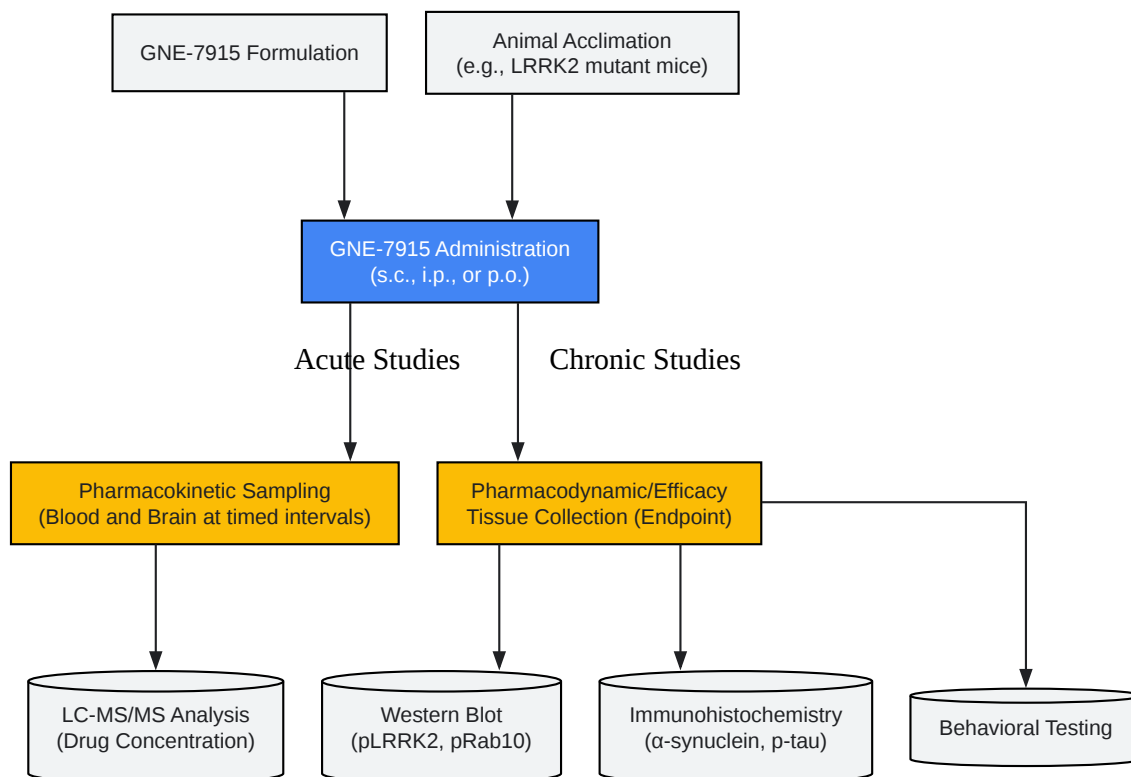 GNE-7915 Formulation
Animal Acclimation
(e.g., LRRK2 mutant mice)
GNE-7915 Administration
(s.c., i.p., or p.o.)
Acute Studies
Chronic Studies
Pharmacokinetic Sampling
(Blood and Brain at timed intervals)
Pharmacodynamic/Efficacy
Tissue Collection (Endpoint)
LC-MS/MS Analysis
(Drug Concentration)
Western Blot
(pLRRK2, pRab10)
Immunohistochemistry
(α-synuclein, p-tau)
Behavioral Testing